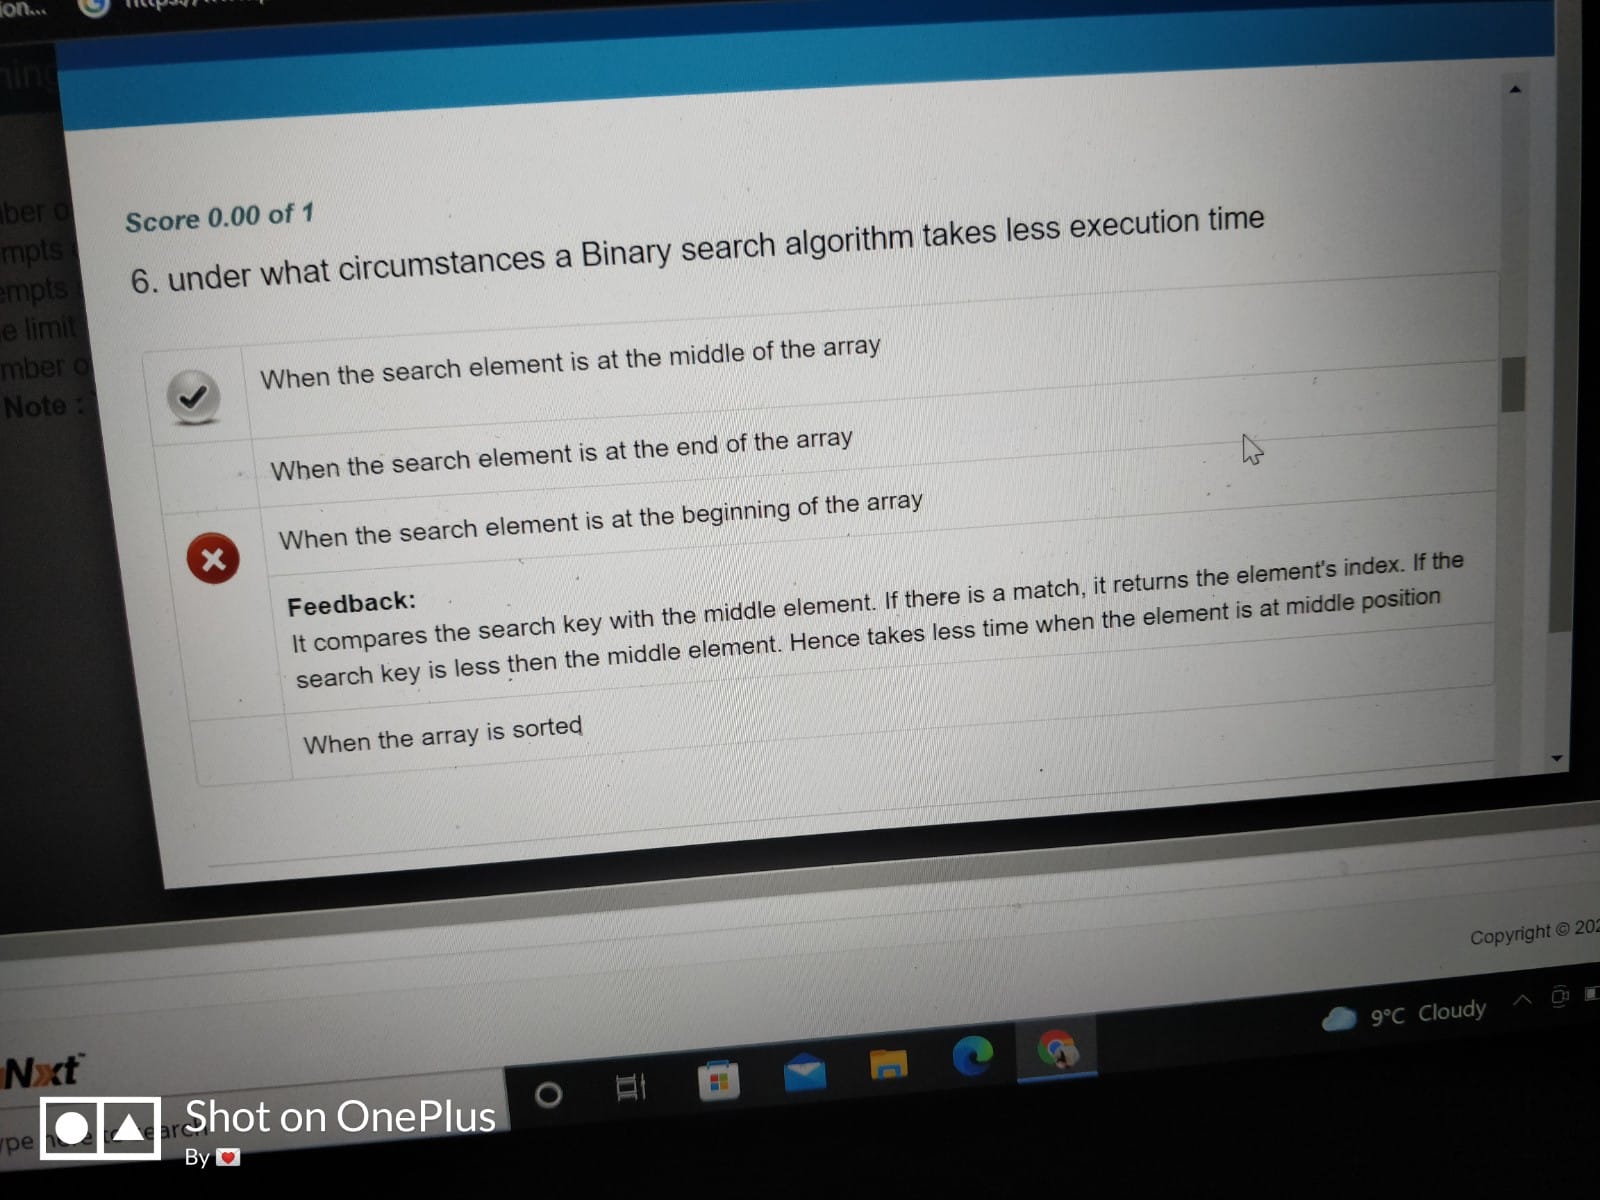 ion...
Score 0.00 of 1
6. under what circumstances a Binary search algorithm takes less execution time
When the search element is at the middle of the array
When the search element is at the end of the array
When the search element is at the beginning of the array
Feedback:
It compares the search key with the middle element. If there is a match, it returns the element's index. If the
search key is less then the middle element. Hence takes less time when the element is at middle position
When the array is sorted
ber o
mpts
empts
e limit
mber o
Note :
Copyright © 202
9°C Cloudy
Nxt
Shot on OnePlus
By